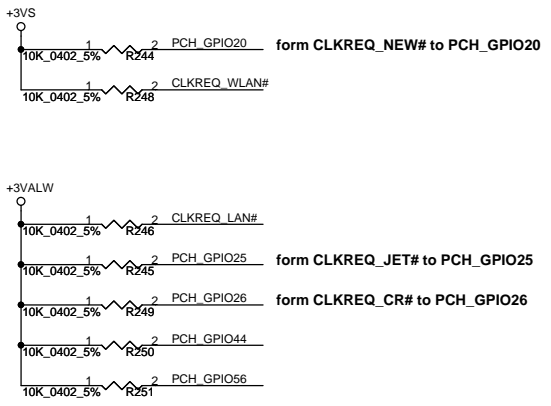 +3VS
1 2 PCH_GPIO20 form CLKREQ_NEW# to PCH_GPIO20
10K_0402_5% R244
1 2 CLKREQ_WLAN#
10K_0402_5% R248
+3VALW
1 2 CLKREQ_LAN#
10K_0402_5% R246
1 2 PCH_GPIO25 form CLKREQ_JET# to PCH_GPIO25
10K_0402_5% R245
1 2 PCH_GPIO26 form CLKREQ_CR# to PCH_GPIO26
10K_0402_5% R249
1 2 PCH_GPIO44
10K_0402_5% R250
1 2 PCH_GPIO56
10K_0402_5% R251